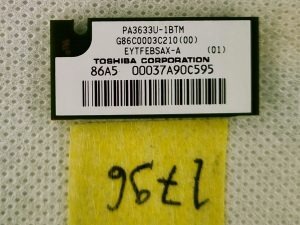 PA3633U-1BTM
G86C0003C210(00)
EYTFEBSAX-A (01)
TOSHIBA CORPORATION
86A5 00037A90C595
1796